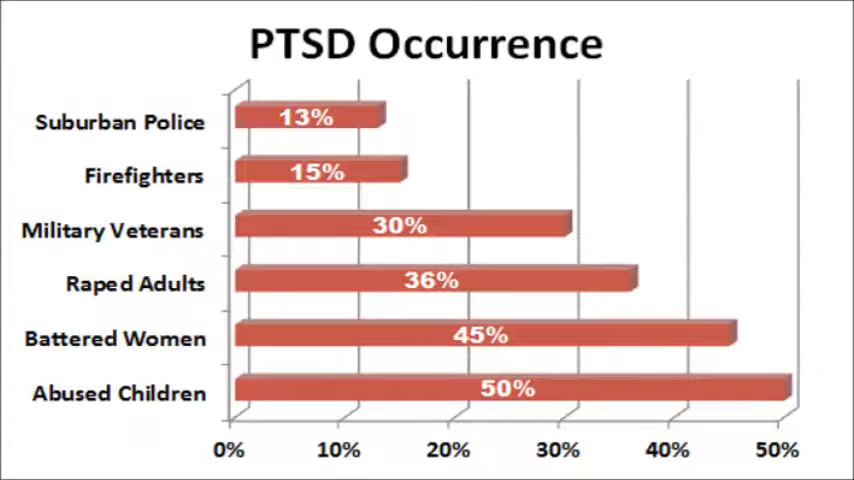 PTSD Occurrence
Suburban Police 13%
Firefighters 15%
Military Veterans 30%
Raped Adults 36%
Battered Women 45%
Abused Children 50%
0% 10% 20% 30% 40% 50%